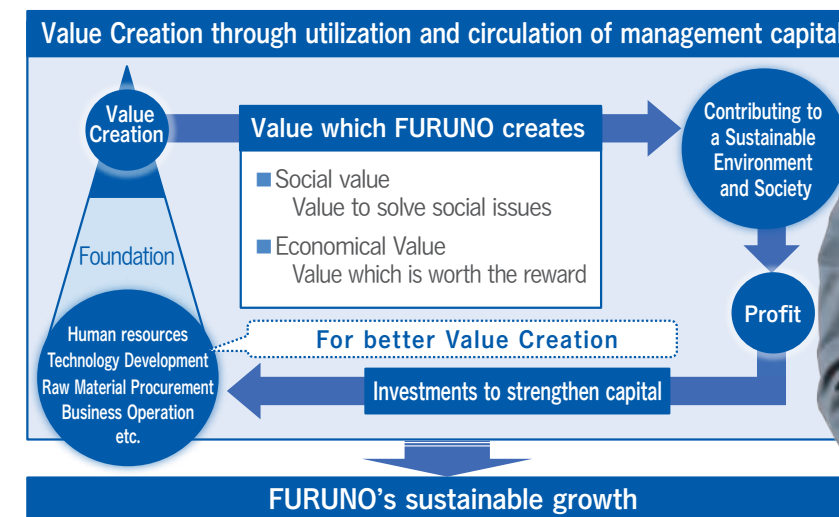 Value Creation through utilization and circulation of management capital
Value
Creation
Value which FURUNO creates
Social value
Value to solve social issues
Economical Value
Value which is worth the reward
Contributing to
a Sustainable
Environment
and Society
Foundation
Profit
For better Value Creation
Human resources
Technology Development
Raw Material Procurement
Business Operation
etc.
Investments to strengthen capital
FURUNO's sustainable growth